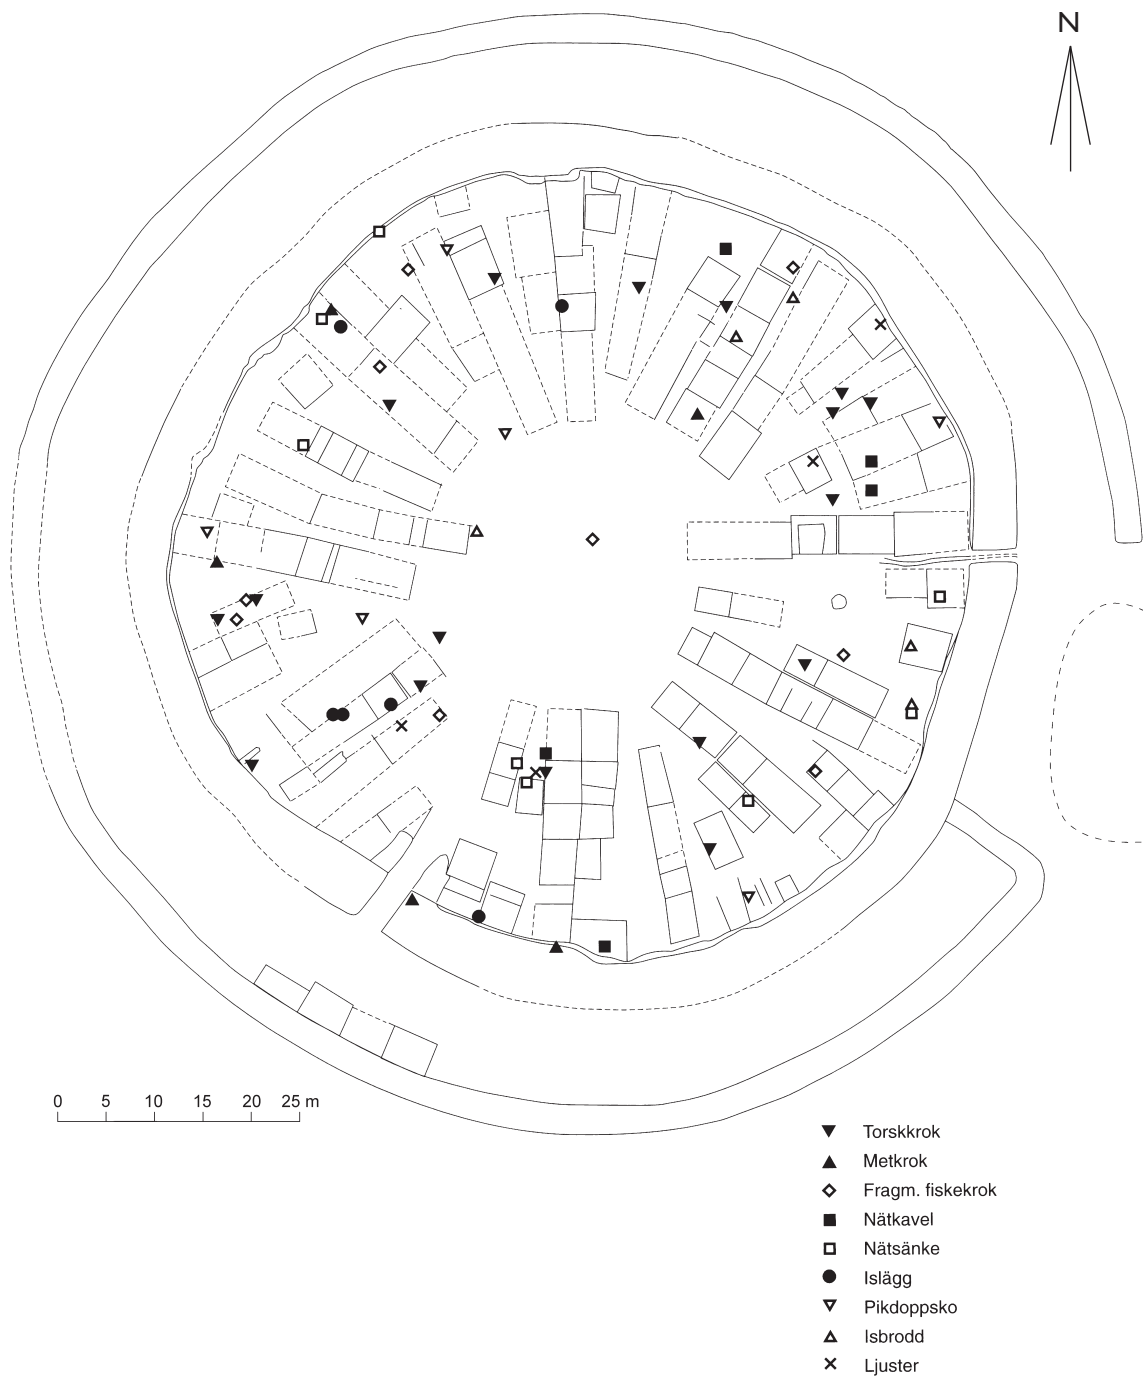 N
0 5 10 15 20 25 m
Torskkrok
Metkrok
Fragm. fiskekrok
Nätkavel
Nätsänke
Islägg
Pikdoppsko
Isbrodd
Ljuster